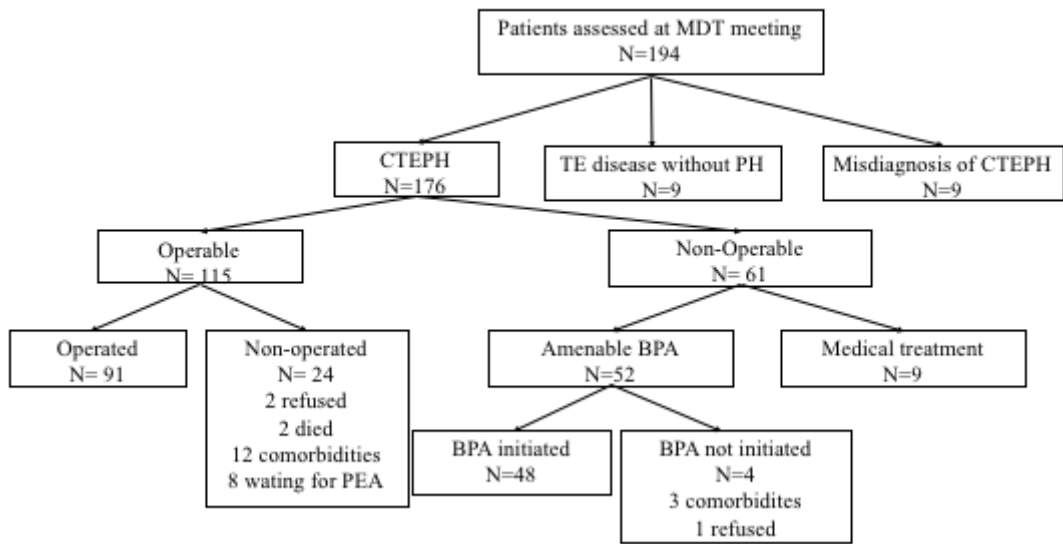 Patients assessed at MDT meeting
N=194
CTEPH
N=176
TE disease without PH
N=9
Misdiagnosis of CTEPH
N=9
Operable
N= 115
Non-Operable
N= 61
Operated
N= 91
Non-operated
N= 24
2 refused
2 died
12 comorbidities
8 wating for PEA
Amenable BPA
N=52
Medical treatment
N=9
BPA initiated
N=48
BPA not initiated
N=4
3 comorbidites
1 refused